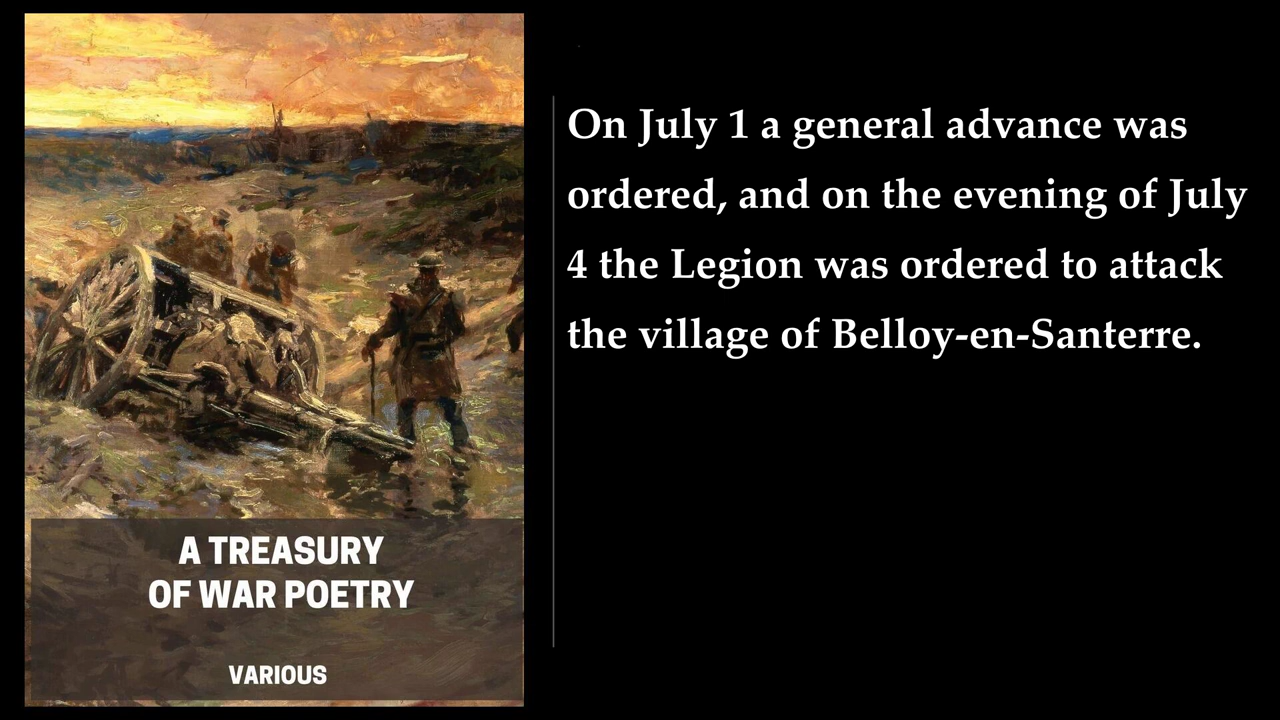 On July 1 a general advance was
ordered, and on the evening of July
4 the Legion was ordered to attack
the village of Belloy-en-Santerre.
A TREASURY
OF WAR POETRY
VARIOUS